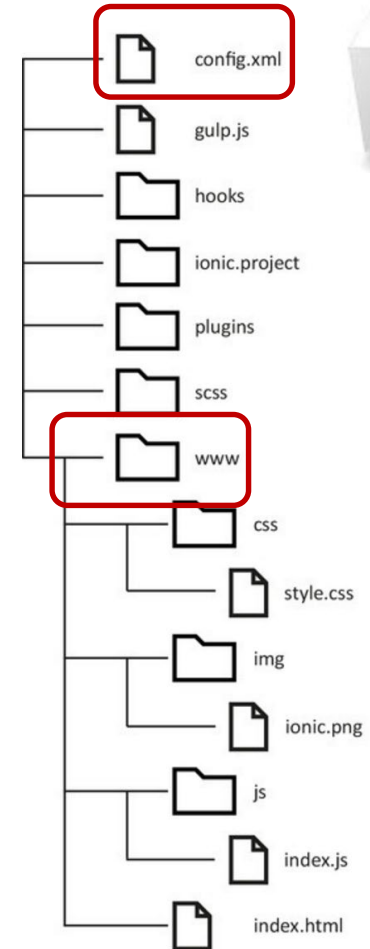 config.xml
gulp.js
hooks
ionic.project
plugins
scss
www
css
style.css
img
ionic.png
js
index.js
index.html